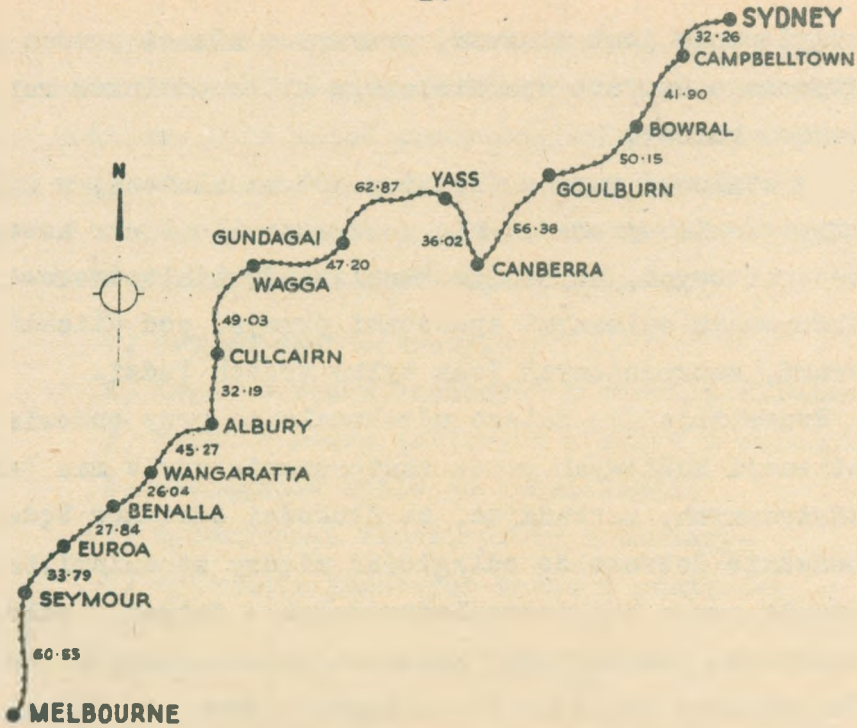 SYDNEY
32·26
CAMPBELLTOWN
41·90
BOWRAL
50·15
GOULBURN
56·38
CANBERRA
36·02
YASS
62·87
GUNDAGAI
47·20
WAGGA
49·03
CULCAIRN
32·19
ALBURY
45·27
WANGARATTA
26·04
BENALLA
27·84
EUROA
33·79
SEYMOUR
60·55
MELBOURNE
N